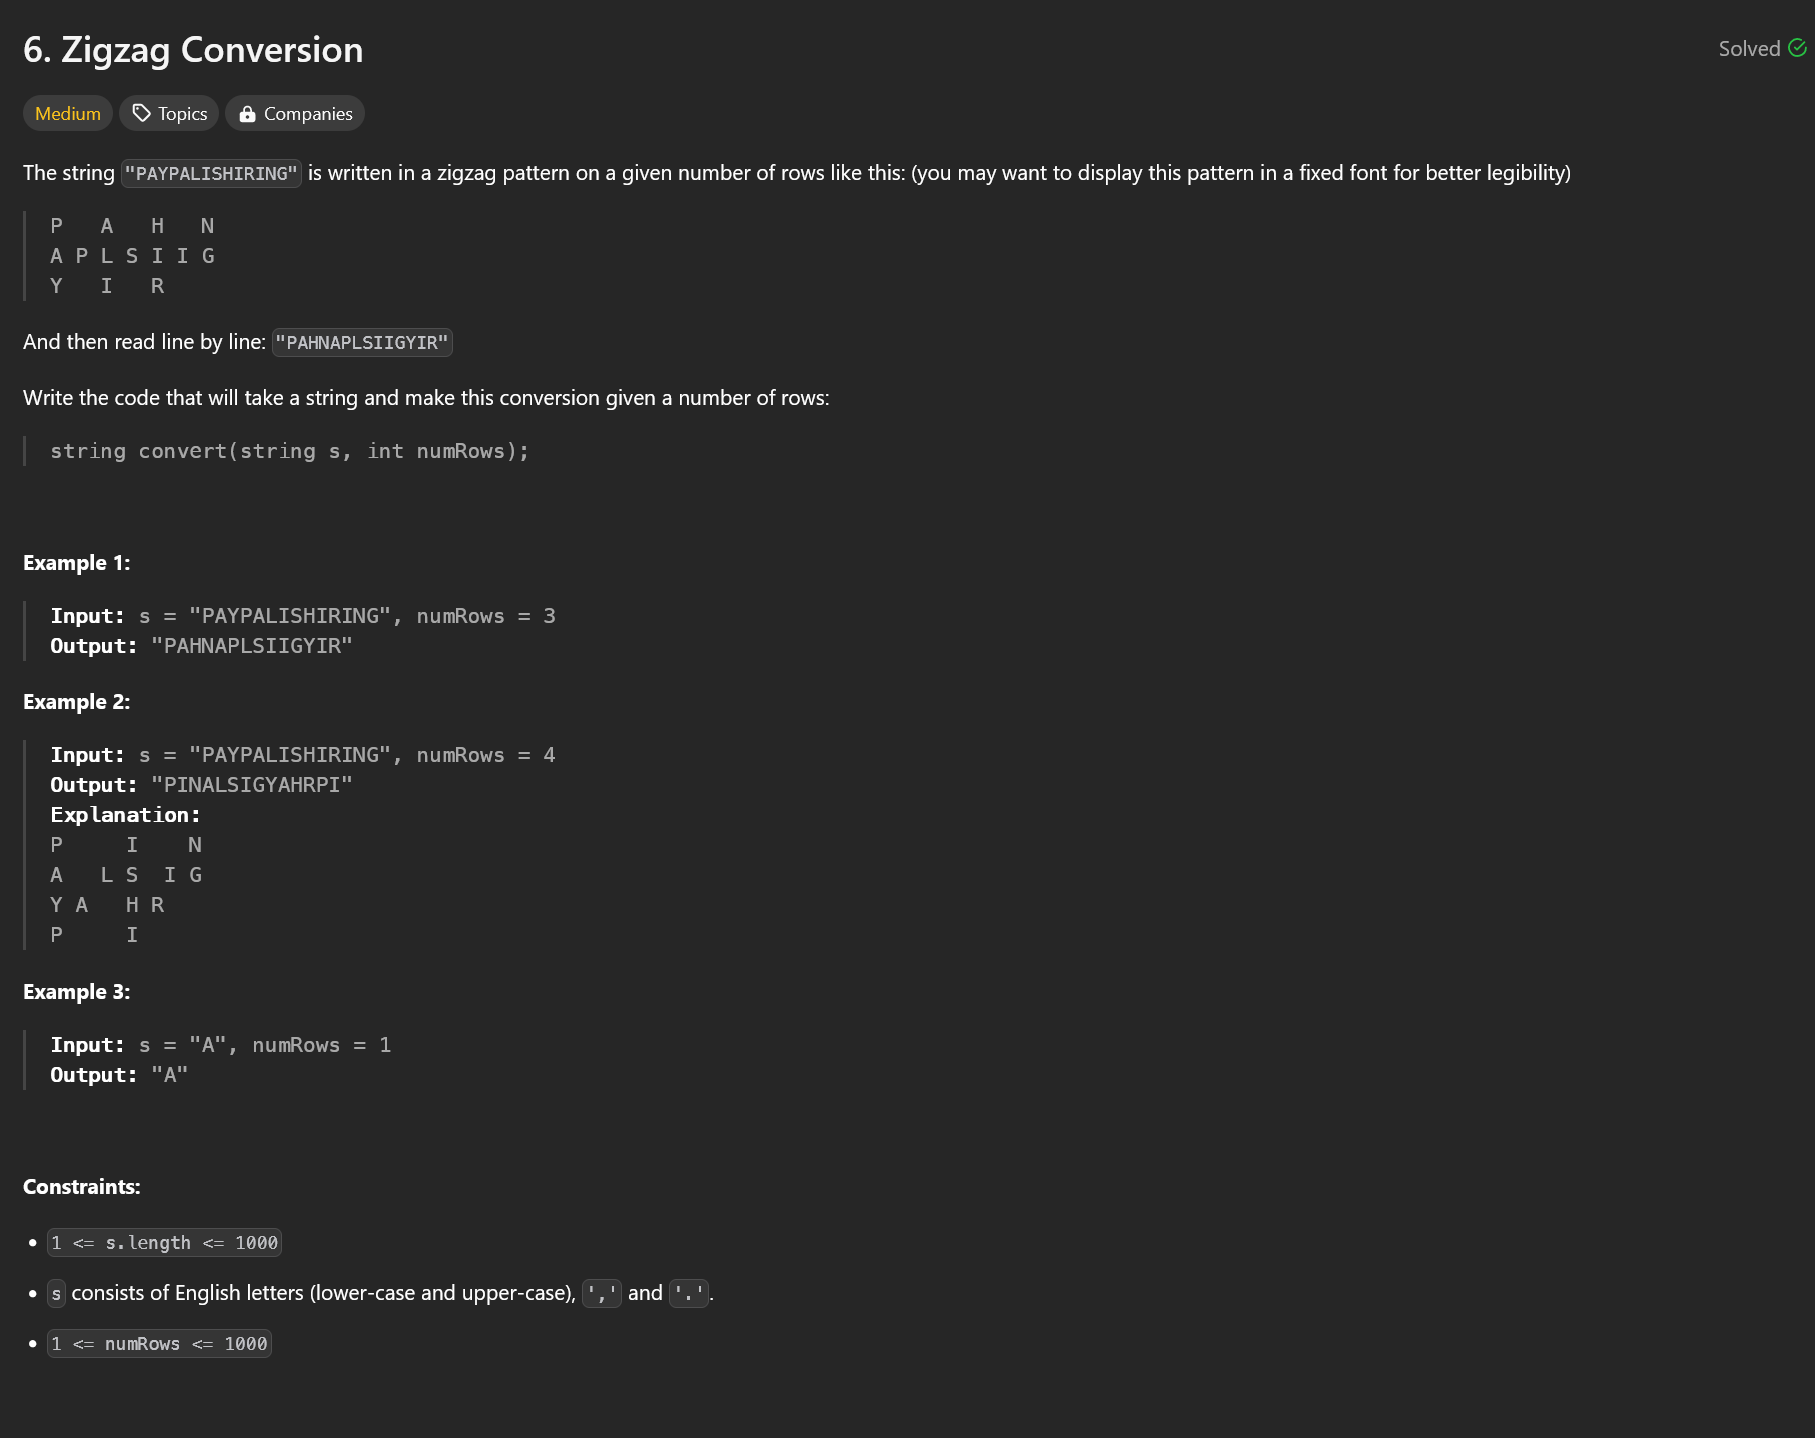 6. Zigzag Conversion
Solved
Medium Topics Companies
The string "PAYPALISHIRING" is written in a zigzag pattern on a given number of rows like this: (you may want to display this pattern in a fixed font for better legibility)
P   A   H   N
A P L S I I G
Y   I   R
And then read line by line: "PAHNAPLSIIGYIR"
Write the code that will take a string and make this conversion given a number of rows:
string convert(string s, int numRows);
Example 1:
Input: s = "PAYPALISHIRING", numRows = 3
Output: "PAHNAPLSIIGYIR"
Example 2:
Input: s = "PAYPALISHIRING", numRows = 4
Output: "PINALSIGYAHRPI"
Explanation:
P     I    N
A   L S  I G
Y A   H R
P     I
Example 3:
Input: s = "A", numRows = 1
Output: "A"
Constraints:
• 1 <= s.length <= 1000
• s consists of English letters (lower-case and upper-case), ',' and '.'.
• 1 <= numRows <= 1000